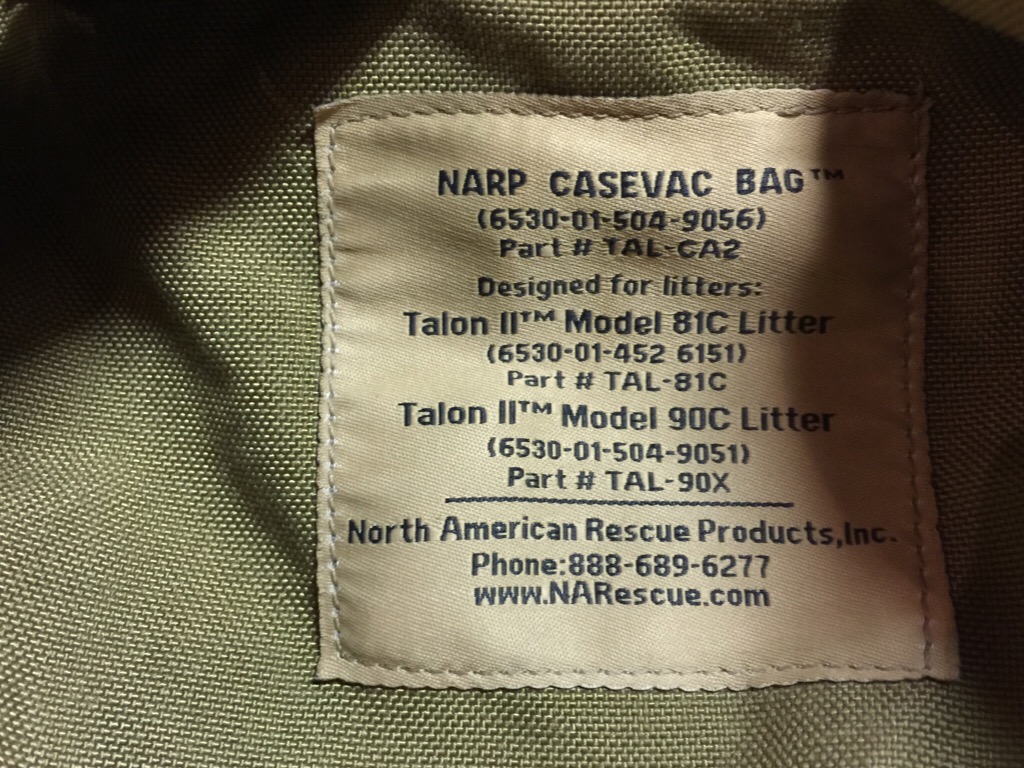 NARP CASEVAC BAG™
(6530-01-504-9056)
Part # TAL-CA2
Designed for litters:
Talon II™ Model 81C Litter
(6530-01-452 6151)
Part # TAL-81C
Talon II™ Model 90C Litter
(6530-01-504-9051)
Part # TAL-90X
North American Rescue Products,Inc.
Phone:888-689-6277
www.NARescue.com